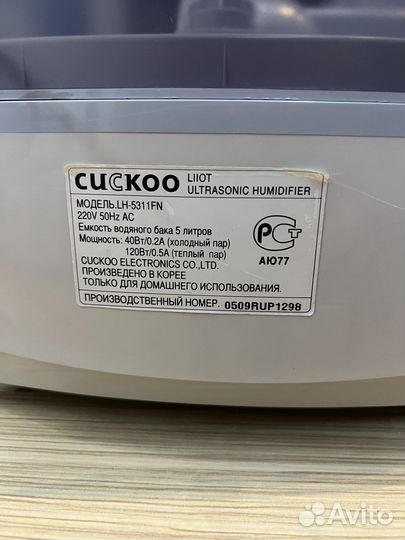 CUCKOO LIIOT
ULTRASONIC HUMIDIFIER
МОДЕЛЬ.LH-5311FN
220V 50Hz AC
Емкость водяного бака 5 литров
Мощность: 40Вт/0.2А (холодный пар)
120Вт/0.5А (теплый пар)
CUCKOO ELECTRONICS CO.,LTD.
ПРОИЗВЕДЕНО В КОРЕЕ
ТОЛЬКО ДЛЯ ДОМАШНЕГО ИСПОЛЬЗОВАНИЯ.
ПРОИЗВОДСТВЕННЫЙ НОМЕР. 0509RUP1298
РСТ
АЮ77
Avito